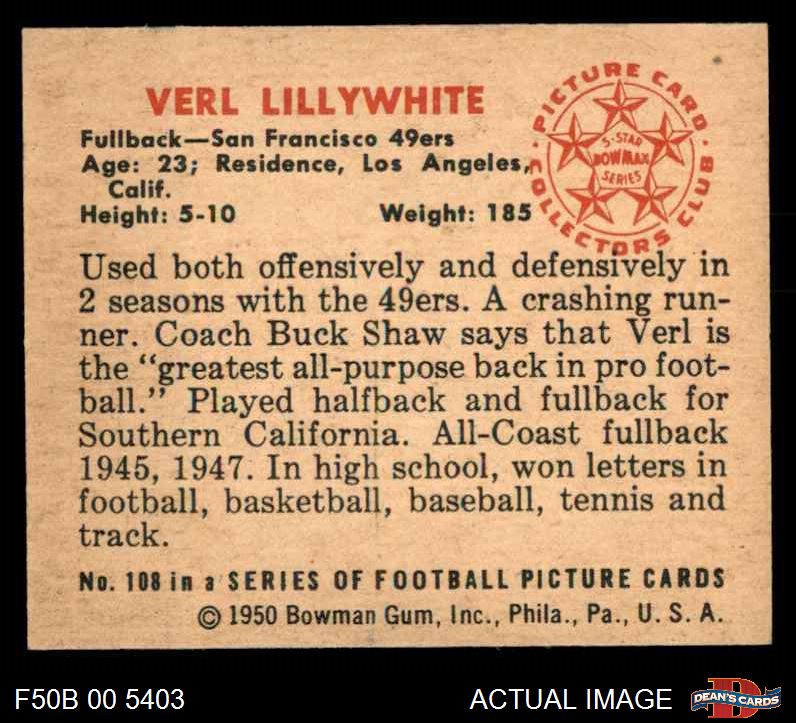 VERL LILLYWHITE
Fullback—San Francisco 49ers
Age: 23; Residence, Los Angeles,
Calif.
Height: 5-10 Weight: 185
PICTURE CARD
COLLECTORS CLUB
5-STAR
BOWMAN
SERIES
Used both offensively and defensively in
2 seasons with the 49ers. A crashing run-
ner. Coach Buck Shaw says that Verl is
the "greatest all-purpose back in pro foot-
ball." Played halfback and fullback for
Southern California. All-Coast fullback
1945, 1947. In high school, won letters in
football, basketball, baseball, tennis and
track.
No. 108 in a SERIES OF FOOTBALL PICTURE CARDS
© 1950 Bowman Gum, Inc., Phila., Pa., U. S. A.
F50B 00 5403 ACTUAL IMAGE
D
DEAN'S CARDS